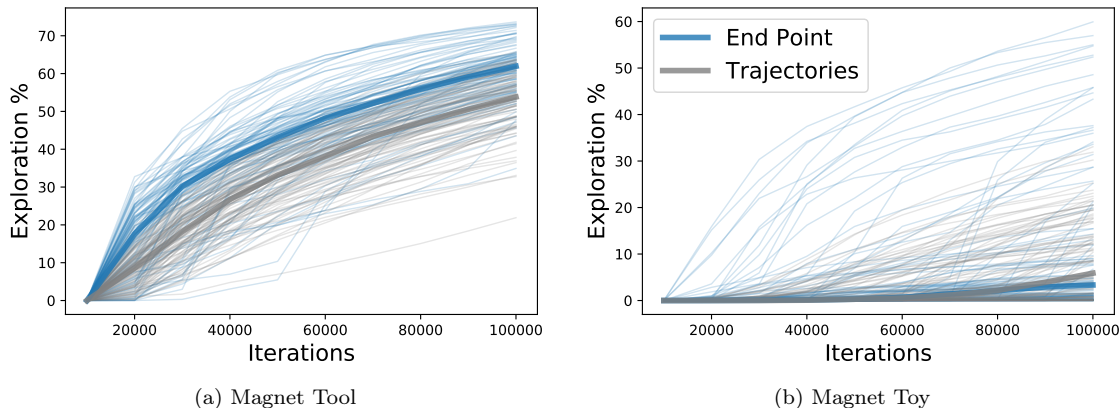 70
60
50
40
30
20
10
0
Exploration %
20000 40000 60000 80000 100000
Iterations
(a) Magnet Tool
60
50
40
30
20
10
0
Exploration %
End Point
Trajectories
20000 40000 60000 80000 100000
Iterations
(b) Magnet Toy